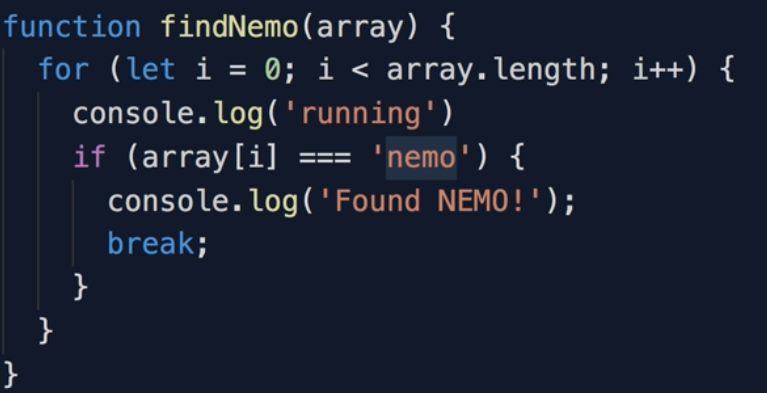 function findNemo(array) {
  for (let i = 0; i < array.length; i++) {
    console.log('running')
    if (array[i] === 'nemo') {
      console.log('Found NEMO!');
      break;
    }
  }
}